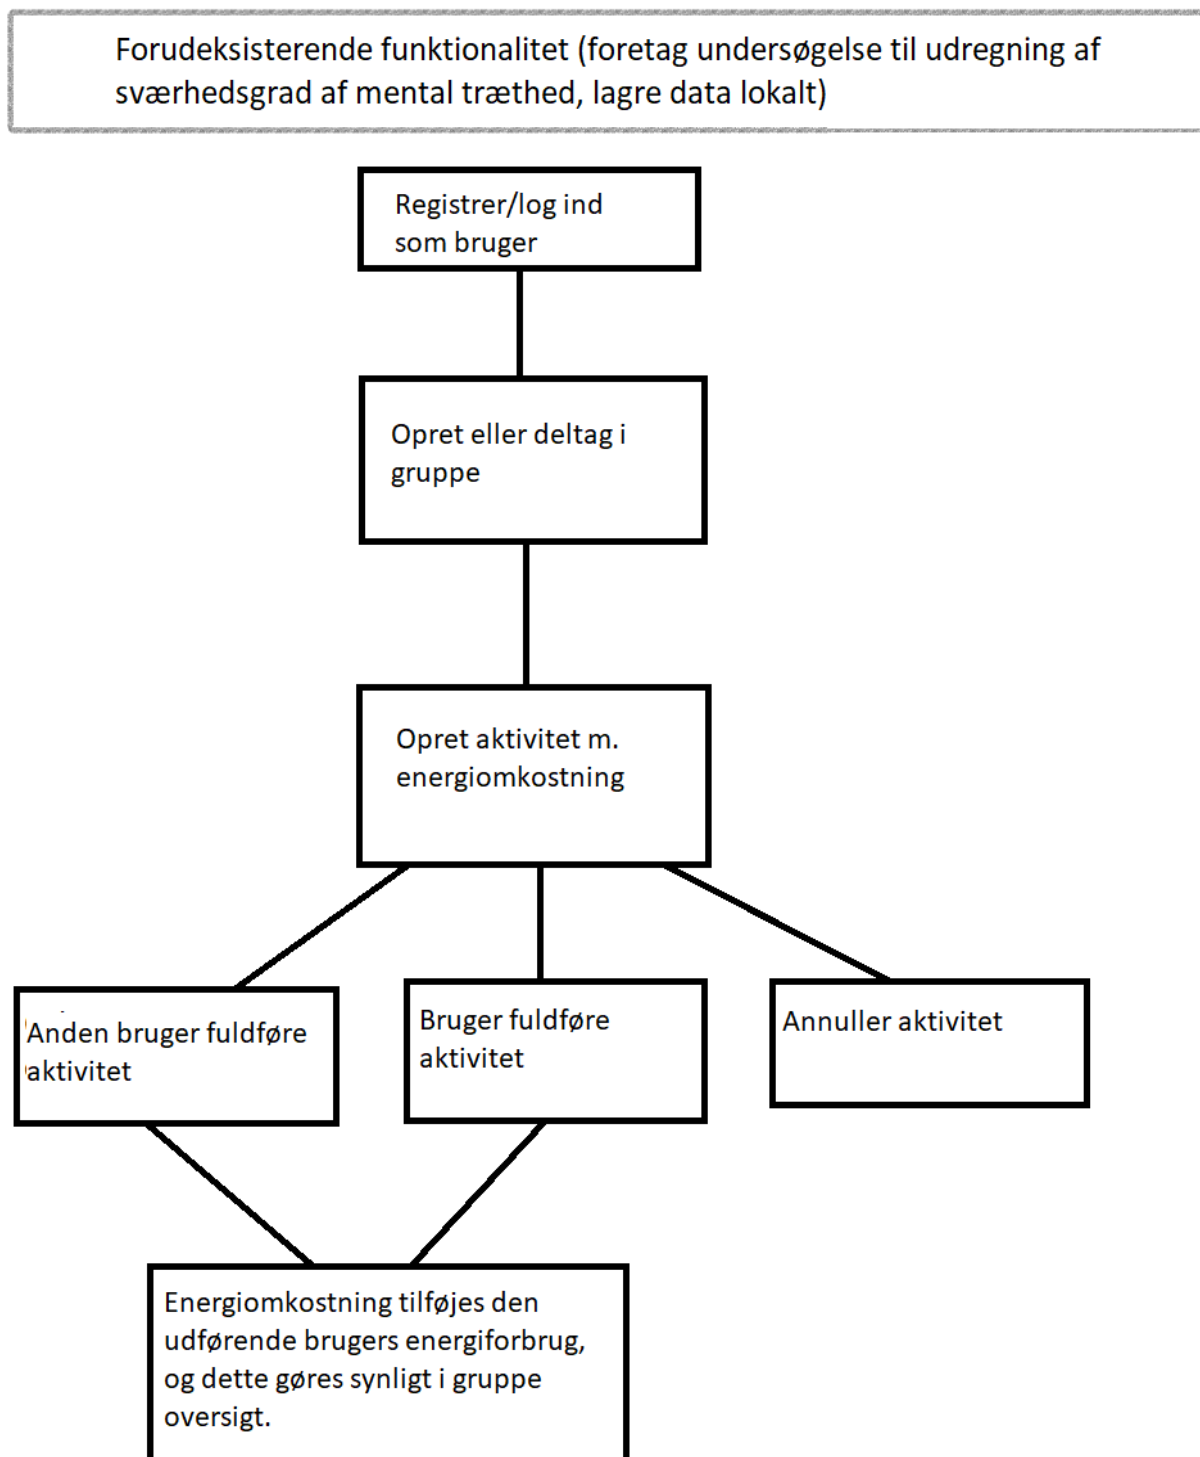 Forudeksisterende funktionalitet (foretag undersøgelse til udregning af
sværhedsgrad af mental træthed, lagre data lokalt)
Registrer/log ind
som bruger
Opret eller deltag i
gruppe
Opret aktivitet m.
energiomkostning
Anden bruger fuldføre
aktivitet
Bruger fuldføre
aktivitet
Annuller aktivitet
Energiomkostning tilføjes den
udførende brugers energiforbrug,
og dette gøres synligt i gruppe
oversigt.